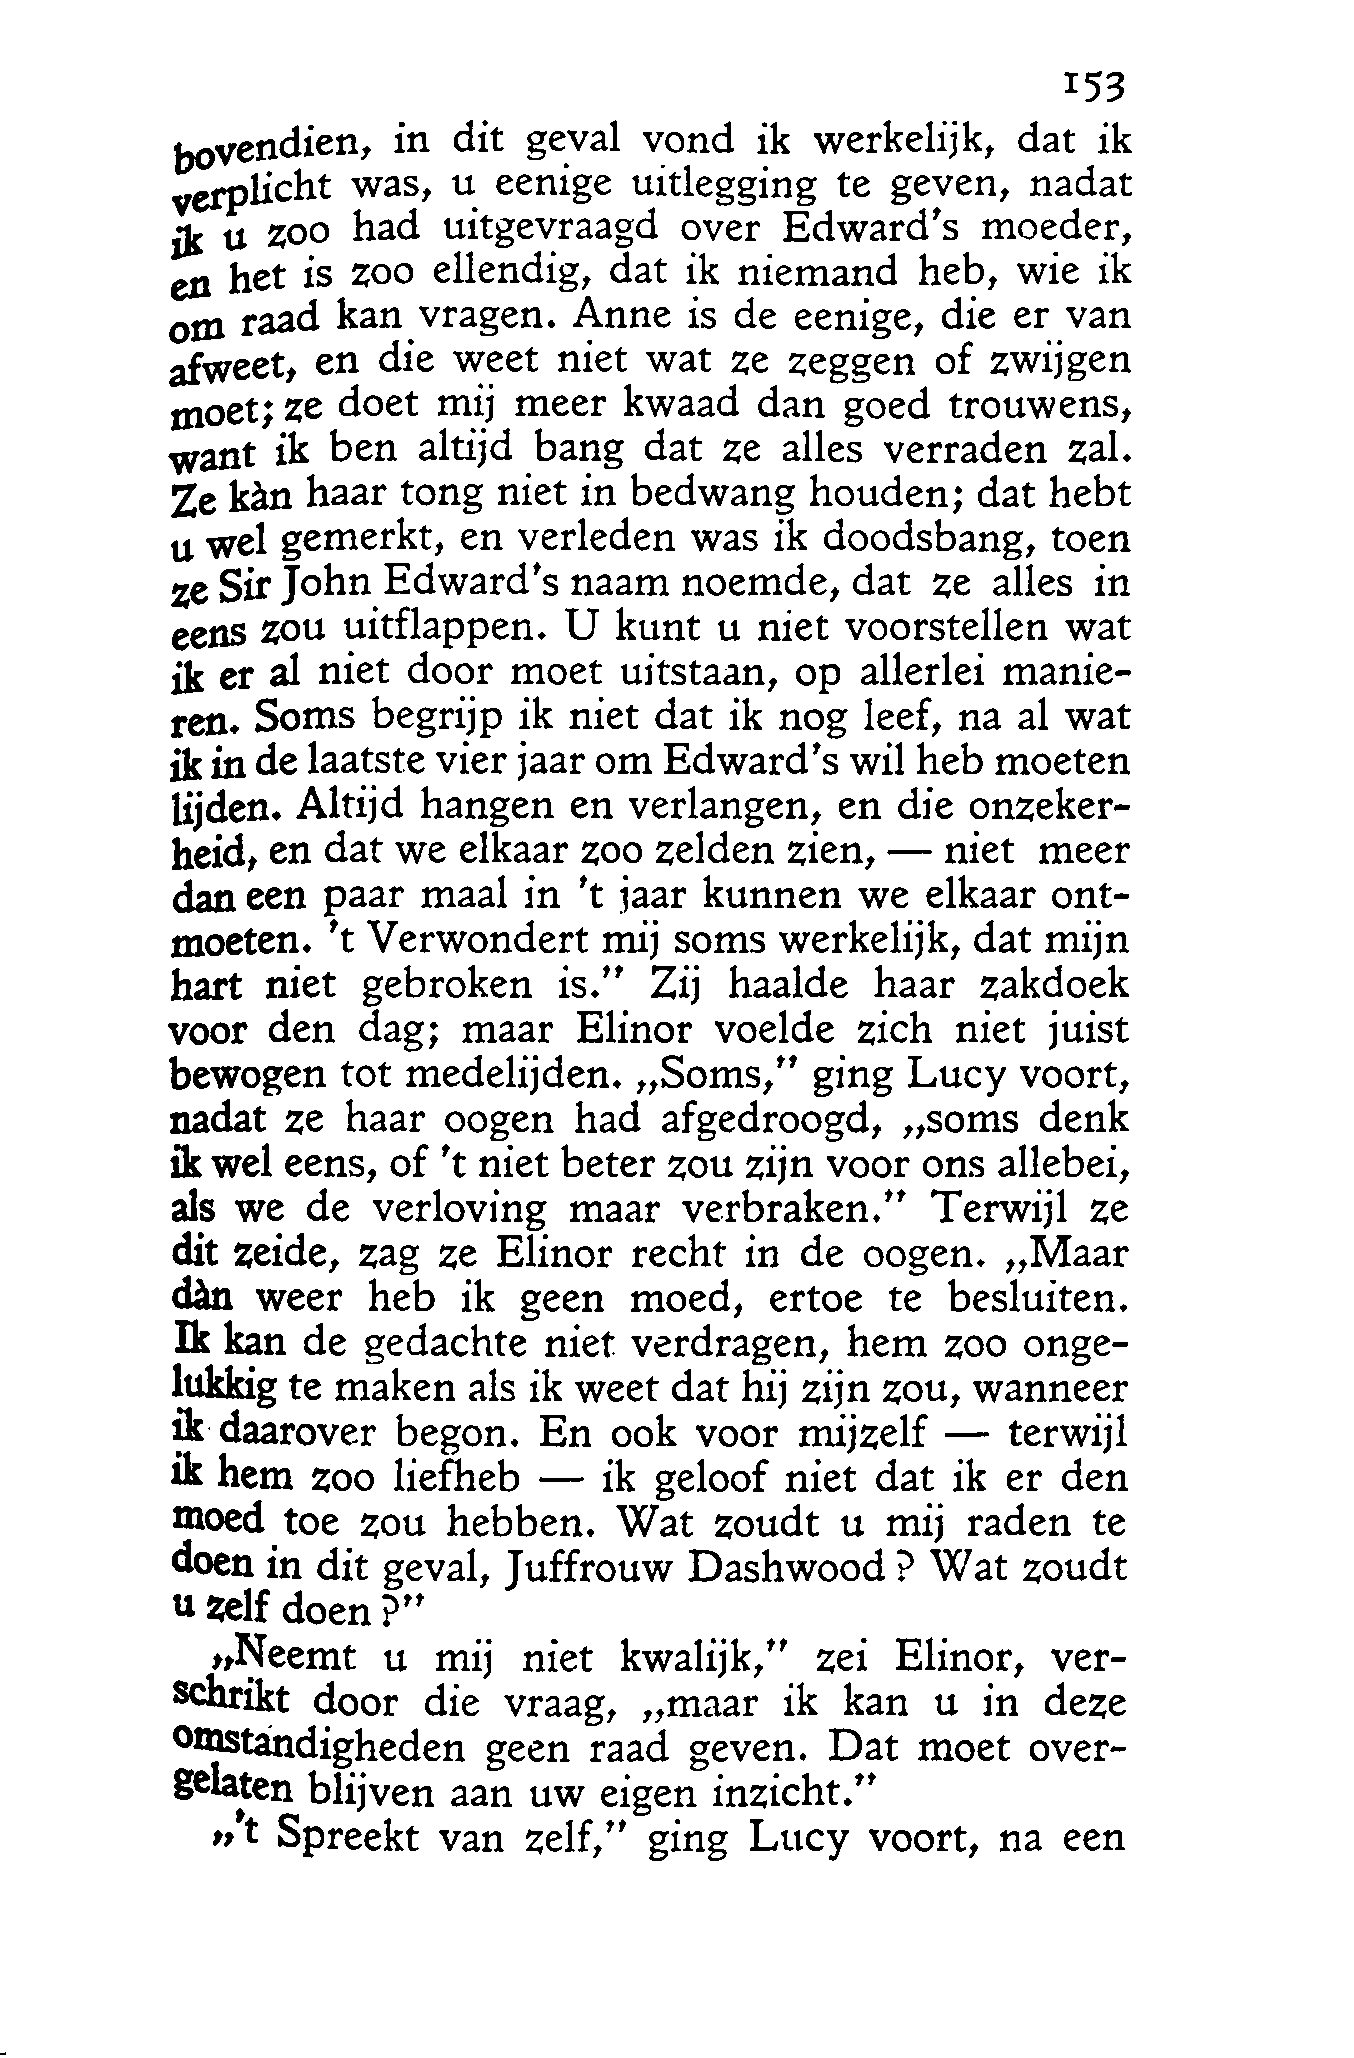 153
bovendien, in dit geval vond ik werkelijk, dat ik
verplicht was, u eenige uitlegging te geven, nadat
ik u zoo had uitgevraagd over Edward's moeder,
en het is zoo ellendig, dat ik niemand heb, wie ik
om raad kan vragen. Anne is de eenige, die er van
afweet, en die weet niet wat ze zeggen of zwijgen
moet; ze doet mij meer kwaad dan goed trouwens,
want ik ben altijd bang dat ze alles verraden zal.
Ze kàn haar tong niet in bedwang houden; dat hebt
u wel gemerkt, en verleden was ik doodsbang, toen
ze Sir John Edward's naam noemde, dat ze alles in
eens zou uitflappen. U kunt u niet voorstellen wat
ik er al niet door moet uitstaan, op allerlei manie-
ren. Soms begrijp ik niet dat ik nog leef, na al wat
ik in de laatste vier jaar om Edward's wil heb moeten
lijden. Altijd hangen en verlangen, en die onzeker-
heid, en dat we elkaar zoo zelden zien, — niet meer
dan een paar maal in 't jaar kunnen we elkaar ont-
moeten. 't Verwondert mij soms werkelijk, dat mijn
hart niet gebroken is.” Zij haalde haar zakdoek
voor den dag; maar Elinor voelde zich niet juist
bewogen tot medelijden. „Soms,” ging Lucy voort,
nadat ze haar oogen had afgedroogd, „soms denk
ik wel eens, of 't niet beter zou zijn voor ons allebei,
als we de verloving maar verbraken.” Terwijl ze
dit zeide, zag ze Elinor recht in de oogen. „Maar
dàn weer heb ik geen moed, ertoe te besluiten.
Ik kan de gedachte niet verdragen, hem zoo onge-
lukkig te maken als ik weet dat hij zijn zou, wanneer
ik daarover begon. En ook voor mijzelf — terwijl
ik hem zoo liefheb — ik geloof niet dat ik er den
moed toe zou hebben. Wat zoudt u mij raden te
doen in dit geval, Juffrouw Dashwood? Wat zoudt
u zelf doen?”
„Neemt u mij niet kwalijk,” zei Elinor, ver-
schrikt door die vraag, „maar ik kan u in deze
omstandigheden geen raad geven. Dat moet over-
gelaten blijven aan uw eigen inzicht.”
„'t Spreekt van zelf,” ging Lucy voort, na een